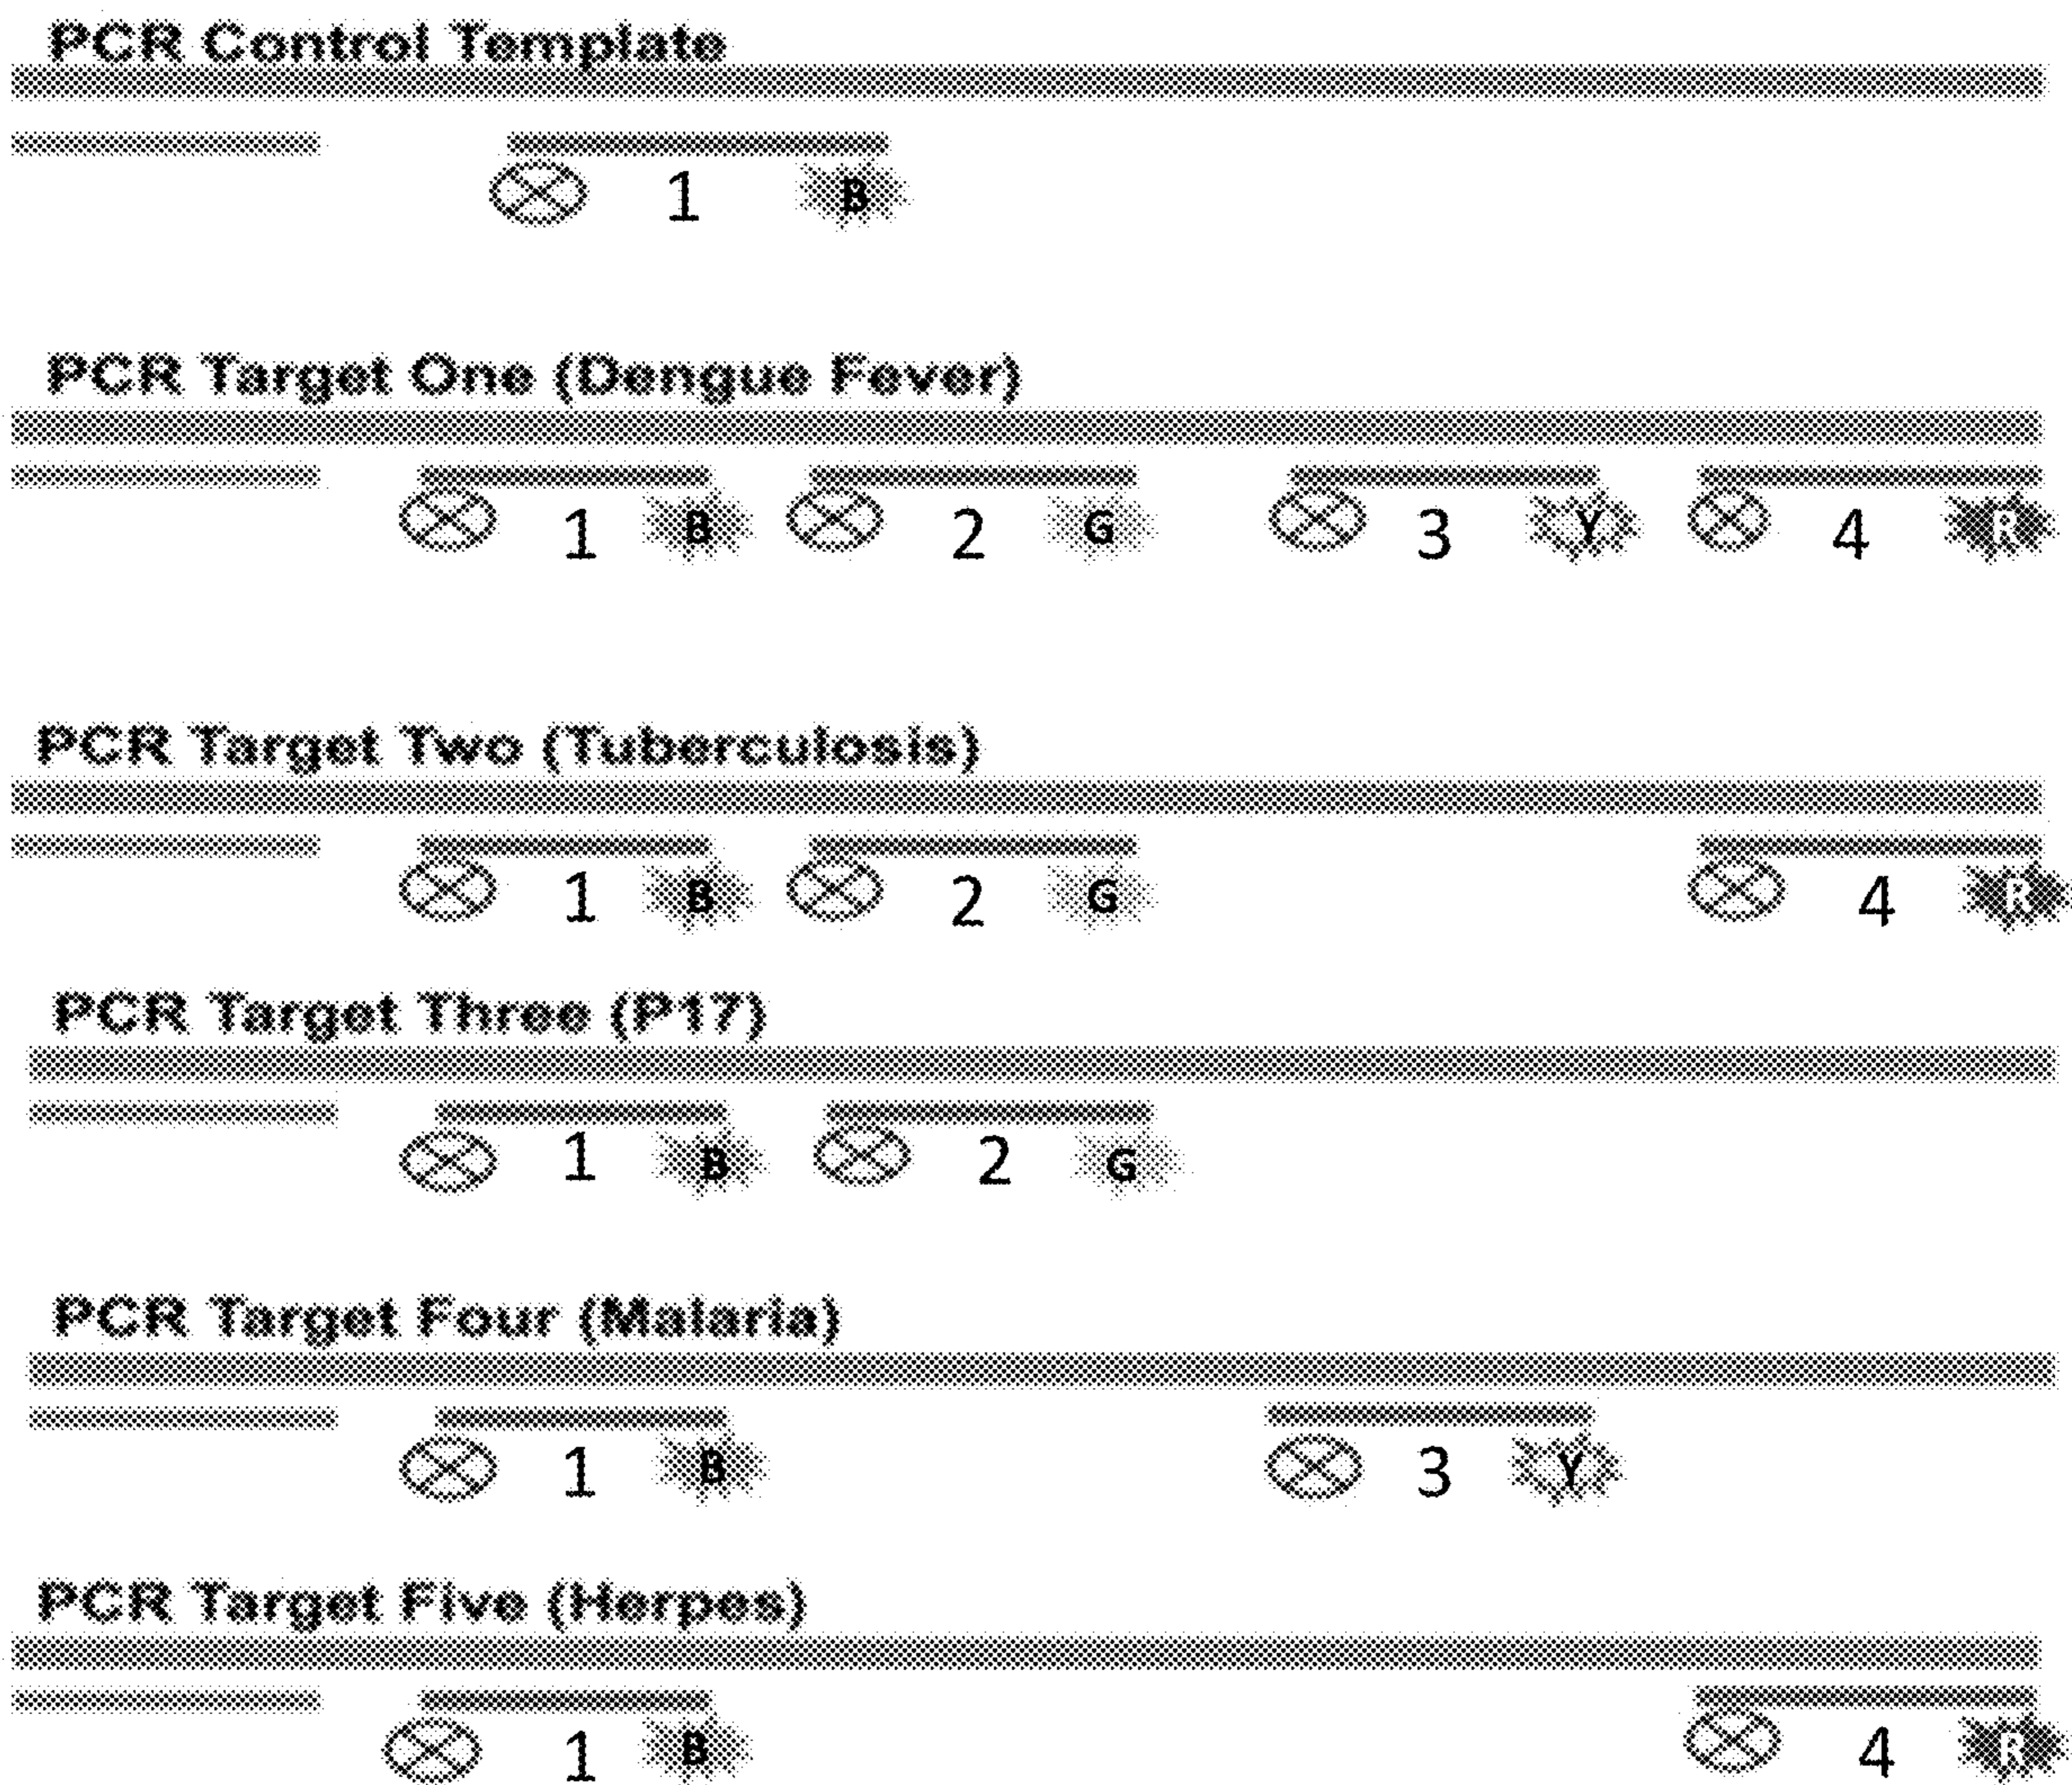 PCR Control Template
1 B
PCR Target One (Dengue Fever)
1 B 2 G 3 Y 4 R
PCR Target Two (Tuberculosis)
1 B 2 G 4 R
PCR Target Three (P17)
1 B 2 G
PCR Target Four (Malaria)
1 B 3 Y
PCR Target Five (Herpes)
1 B 4 R